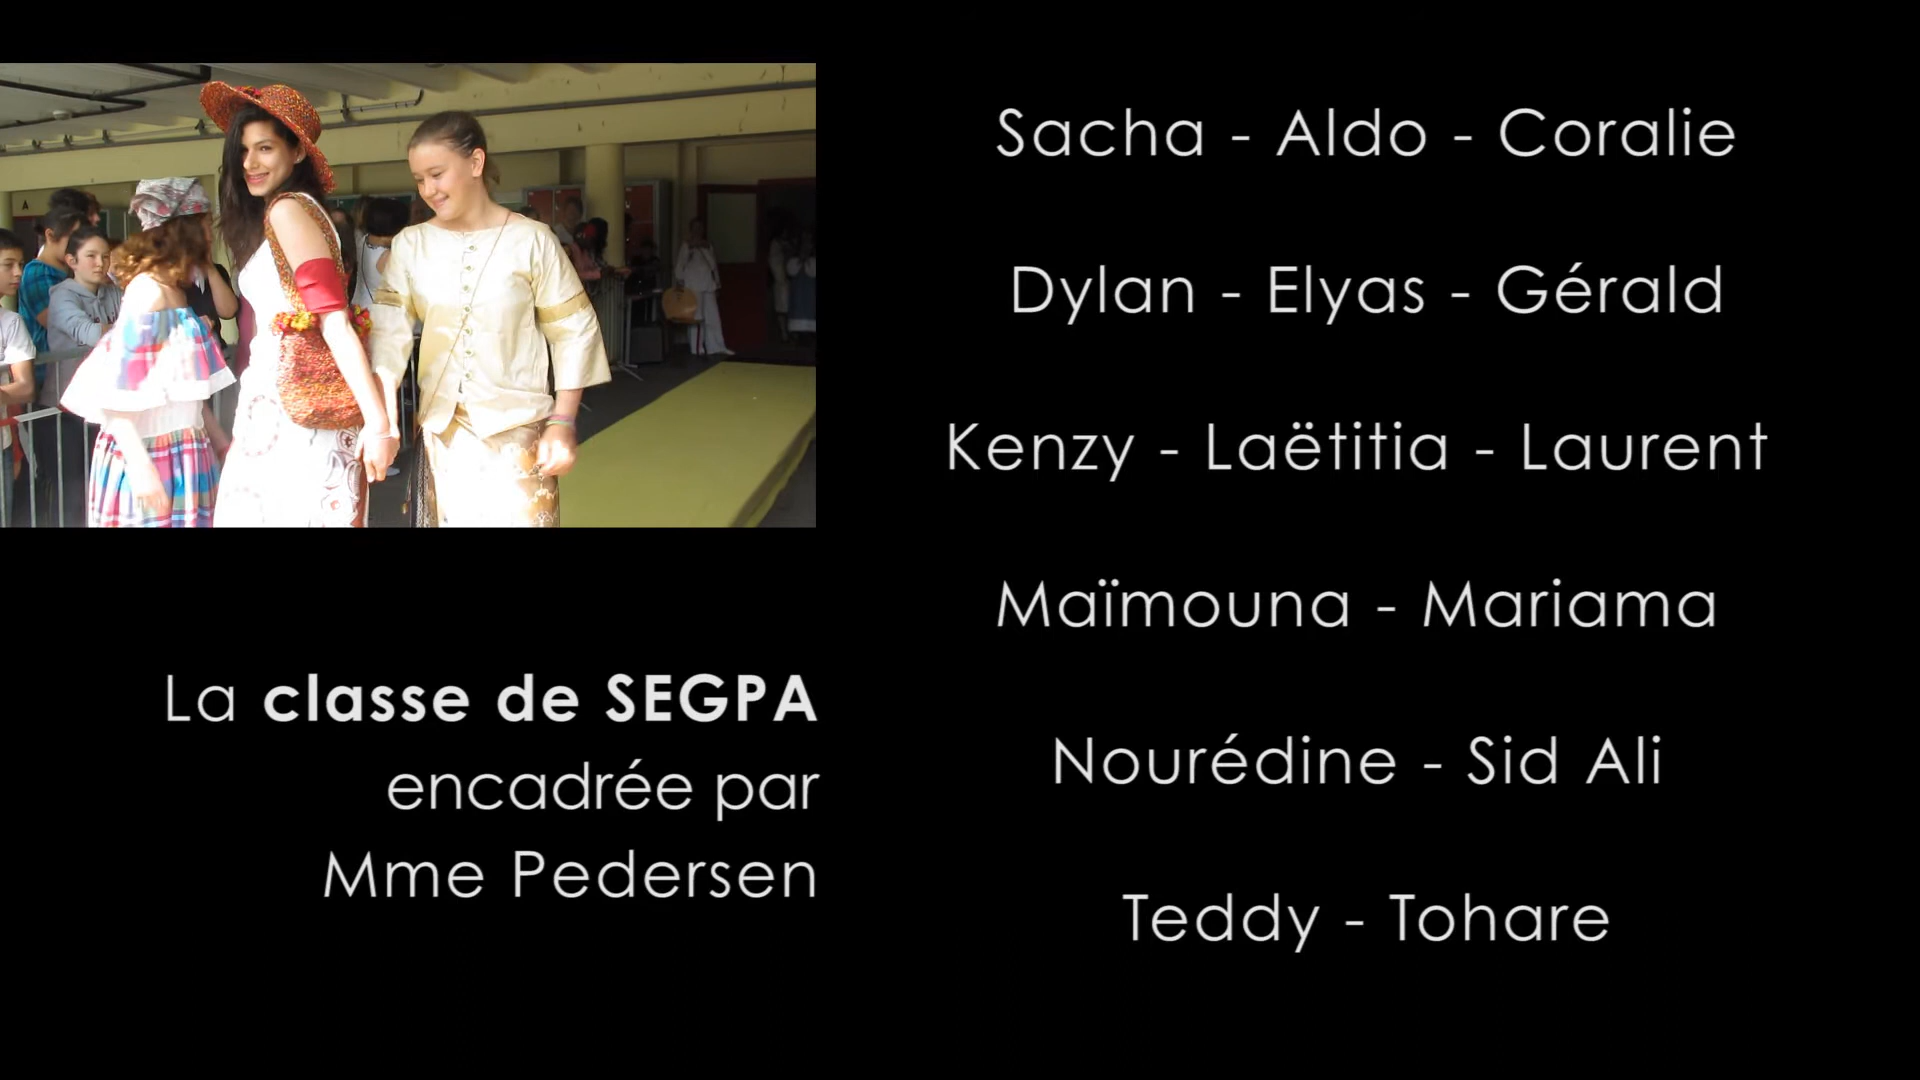 Sacha - Aldo - Coralie
Dylan - Elyas - Gérald
Kenzy - Laëtitia - Laurent
Maïmouna - Mariama
Nourédine - Sid Ali
Teddy - Tohare
La classe de SEGPA
encadrée par
Mme Pedersen